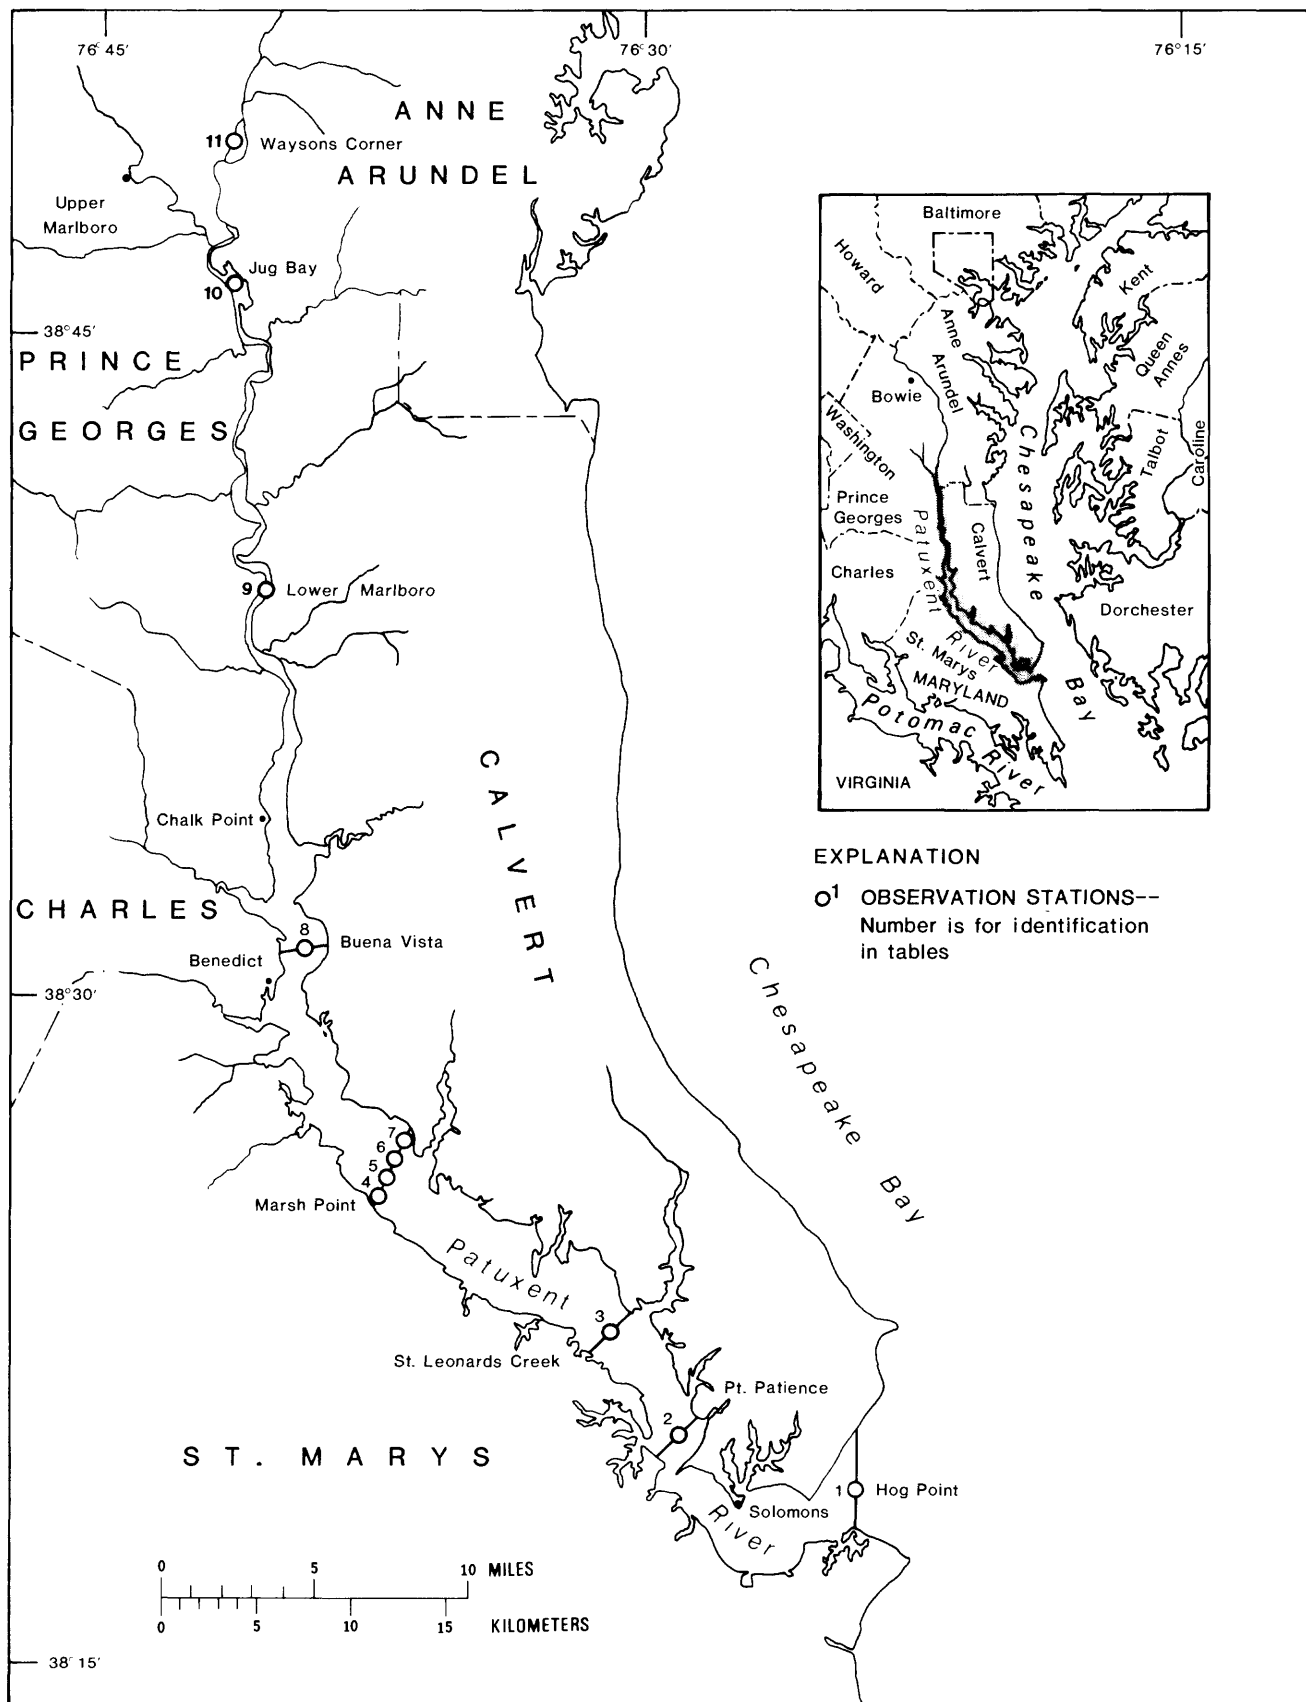 76°45'
76°30'
76°15'
ANNE
ARUNDEL
11
Waysons Corner
Upper
Marlboro
Jug Bay
10
38°45'
PRINCE
GEORGES
9
Lower Marlboro
CALVERT
Chalk Point
CHARLES
8
Buena Vista
Benedict
38°30'
Chesapeake Bay
7
6
5
4
Marsh Point
Patuxent
3
St. Leonards Creek
Pt. Patience
2
ST. MARYS
1
Hog Point
Solomons
River
0 5 10 MILES
0 5 10 15 KILOMETERS
38°15'
Baltimore
Howard
Kent
Anne
Arundel
Queen
Annes
Bowie
Washington
Chesapeake
Talbot
Caroline
Prince
Georges
Patuxent
Calvert
Charles
Dorchester
River
St. Marys
MARYLAND
Bay
Potomac
River
VIRGINIA
EXPLANATION
1 OBSERVATION STATIONS--
Number is for identification
in tables